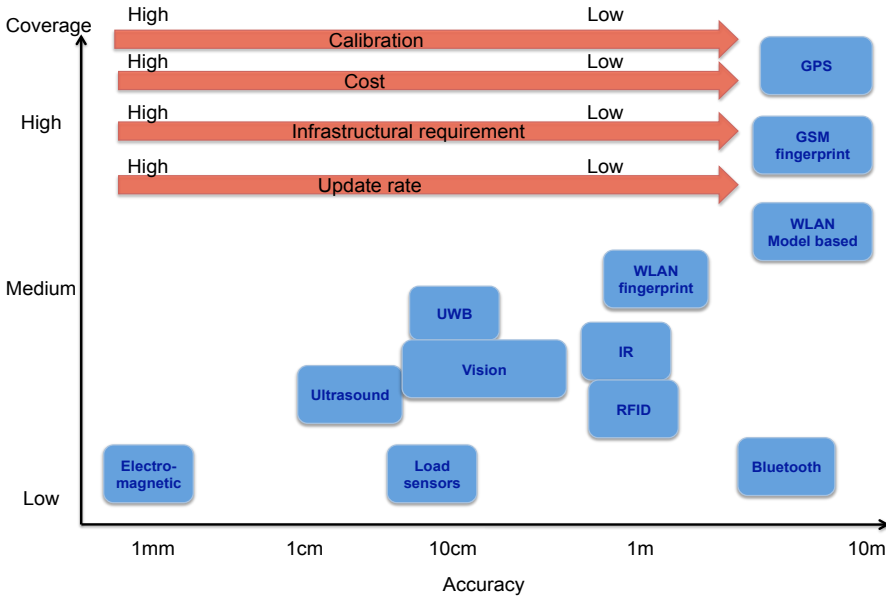 Coverage
High
Low
Calibration
High
Low
Cost
High
High
Low
Infrastructural requirement
High
Low
Update rate
GPS
GSM
fingerprint
WLAN
Model based
Medium
WLAN
fingerprint
UWB
IR
Vision
Ultrasound
RFID
Electro-
magnetic
Load
sensors
Bluetooth
Low
1mm
1cm
10cm
1m
10m
Accuracy